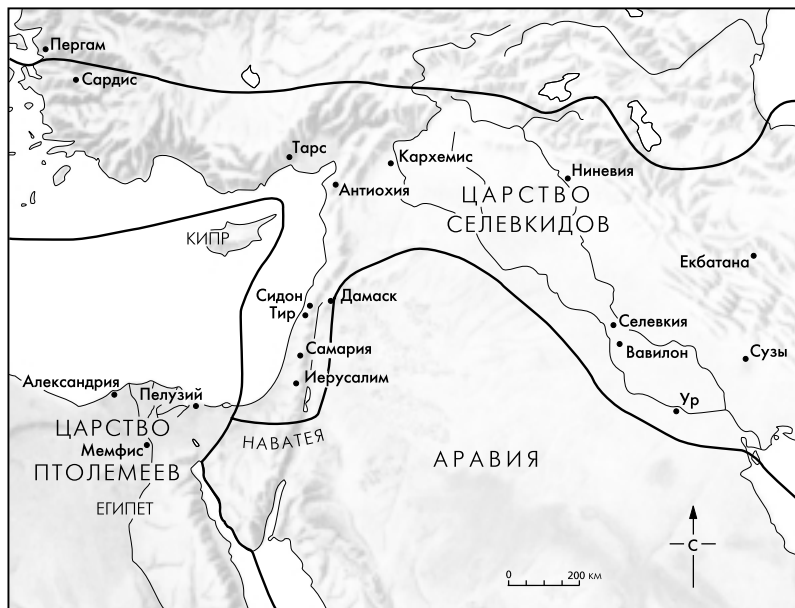 Пергам
Сардис
Тарс
Кархемис
Ниневия
Антиохия
ЦАРСТВО
СЕЛЕВКИДОВ
КИПР
Екбатана
Сидон
Дамаск
Тир
Селевкия
Вавилон
Сузы
Самария
Иерусалим
Александрия
Пелузий
Ур
ЦАРСТВО
ПТОЛЕМЕЕВ
Мемфис
НАВАТЕЯ
АРАВИЯ
ЕГИПЕТ
С
0 200 км